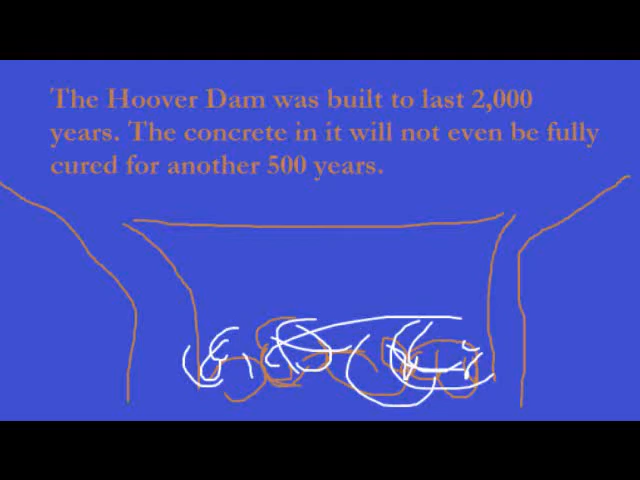 The Hoover Dam was built to last 2,000
years. The concrete in it will not even be fully
cured for another 500 years.